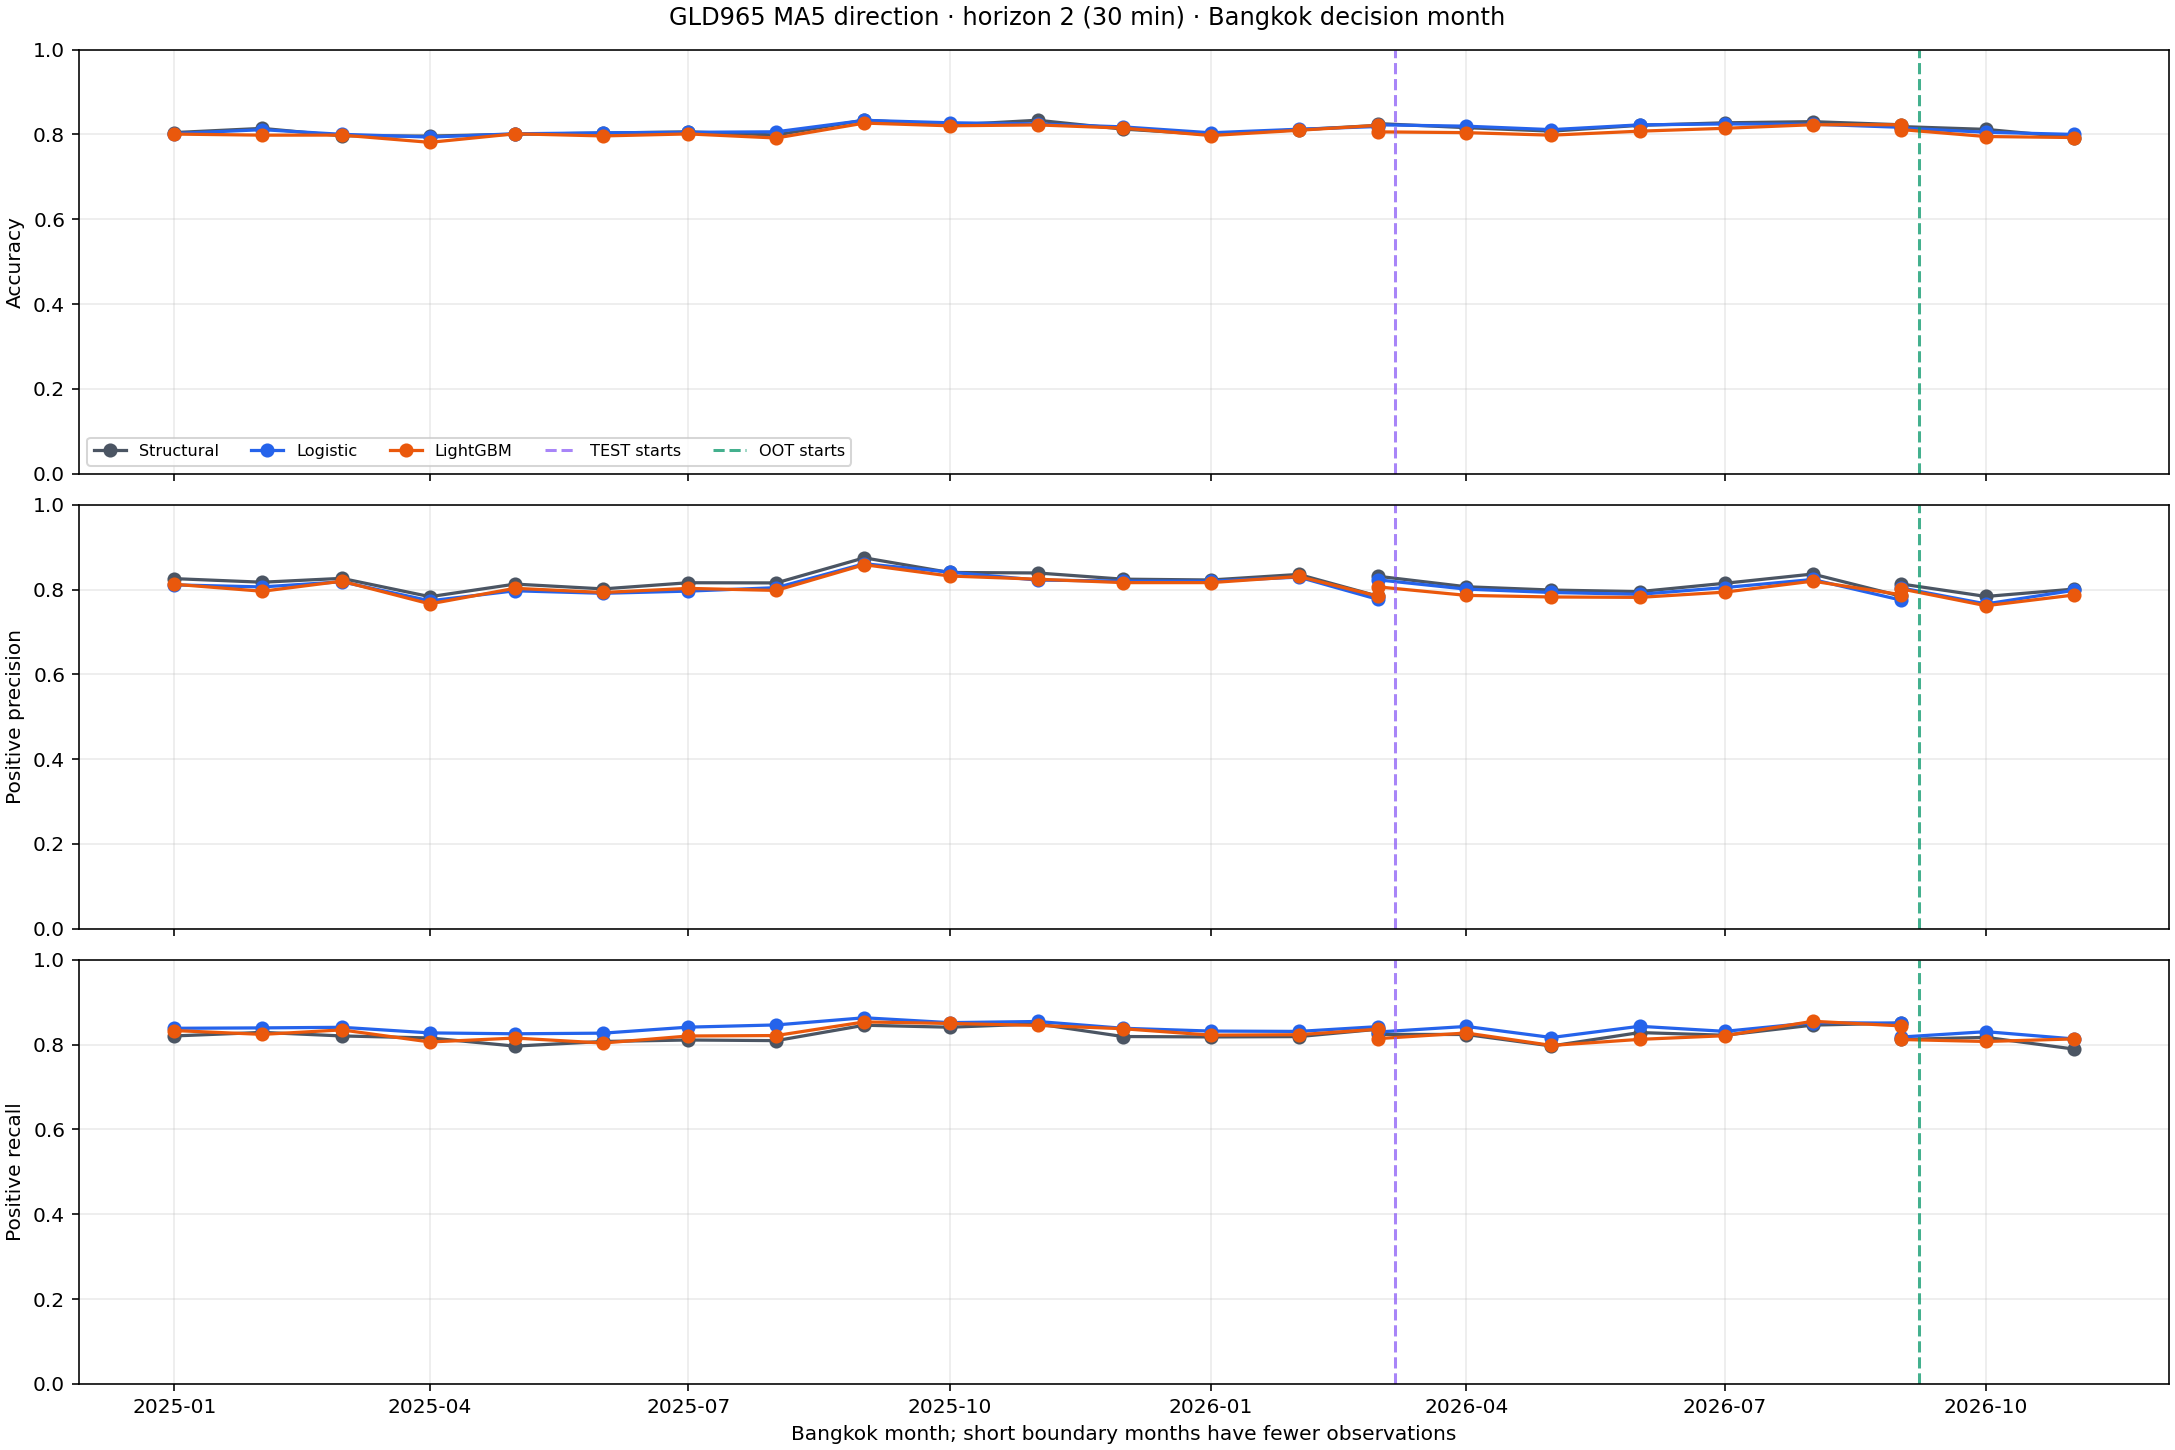 GLD965 MA5 direction · horizon 2 (30 min) · Bangkok decision month
1.0
0.8
0.6
0.4
0.2
0.0
Accuracy
Structural
Logistic
LightGBM
TEST starts
OOT starts
1.0
0.8
0.6
0.4
0.2
0.0
Positive precision
1.0
0.8
0.6
0.4
0.2
0.0
Positive recall
2025-01 2025-04 2025-07 2025-10 2026-01 2026-04 2026-07 2026-10
Bangkok month; short boundary months have fewer observations